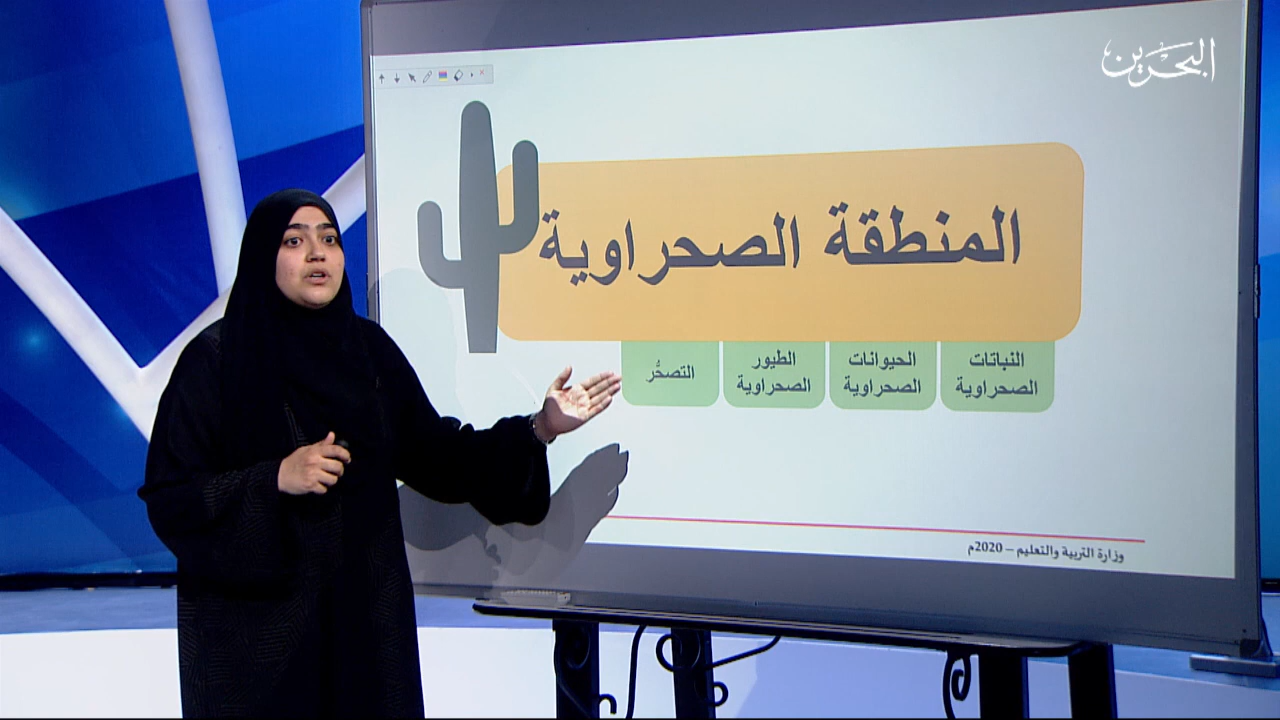 البحرين
المنطقة الصحراوية
النباتات
الصحراوية
الحيوانات
الصحراوية
الطيور
الصحراوية
التصحُّر
وزارة التربية والتعليم – 2020م